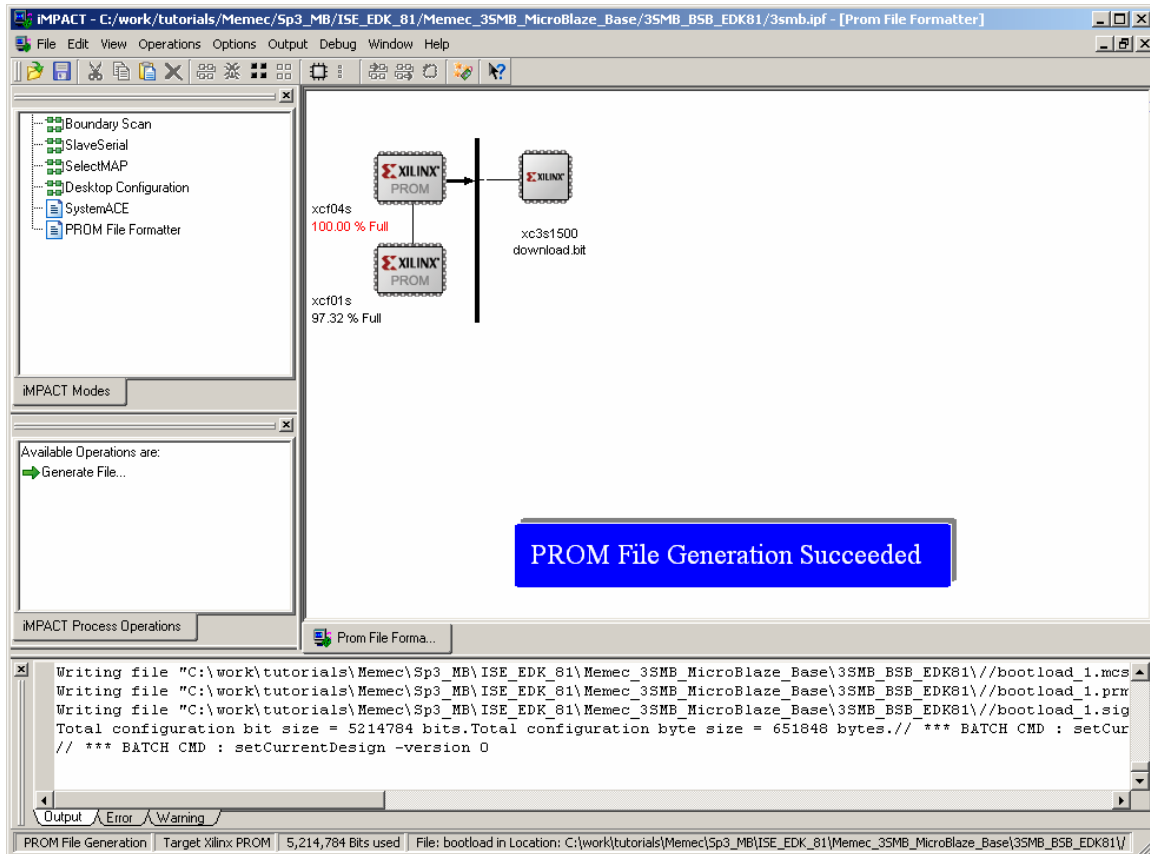 iMPACT - C:/work/tutorials/Memec/Sp3_MB/ISE_EDK_81/Memec_3SMB_MicroBlaze_Base/3SMB_BSB_EDK81/3smb.ipf - [Prom File Formatter]
File Edit View Operations Options Output Debug Window Help
Boundary Scan
SlaveSerial
SelectMAP
Desktop Configuration
SystemACE
PROM File Formatter
iMPACT Modes
Available Operations are:
Generate File...
iMPACT Process Operations
XILINX
PROM
xcf04s
100.00 % Full
XILINX
PROM
xcf01s
97.32 % Full
XILINX
xc3s1500
download.bit
PROM File Generation Succeeded
Prom File Forma...
Writing file "C:\work\tutorials\Memec\Sp3_MB\ISE_EDK_81\Memec_3SMB_MicroBlaze_Base\3SMB_BSB_EDK81\//bootload_1.mcs
Writing file "C:\work\tutorials\Memec\Sp3_MB\ISE_EDK_81\Memec_3SMB_MicroBlaze_Base\3SMB_BSB_EDK81\//bootload_1.prm
Writing file "C:\work\tutorials\Memec\Sp3_MB\ISE_EDK_81\Memec_3SMB_MicroBlaze_Base\3SMB_BSB_EDK81\//bootload_1.sig
Total configuration bit size = 5214784 bits.Total configuration byte size = 651848 bytes.// *** BATCH CMD : setCur
// *** BATCH CMD : setCurrentDesign -version 0
Output Error Warning
PROM File Generation Target Xilinx PROM 5,214,784 Bits used File: bootload in Location: C:\work\tutorials\Memec\Sp3_MB\ISE_EDK_81\Memec_3SMB_MicroBlaze_Base\3SMB_BSB_EDK81\/